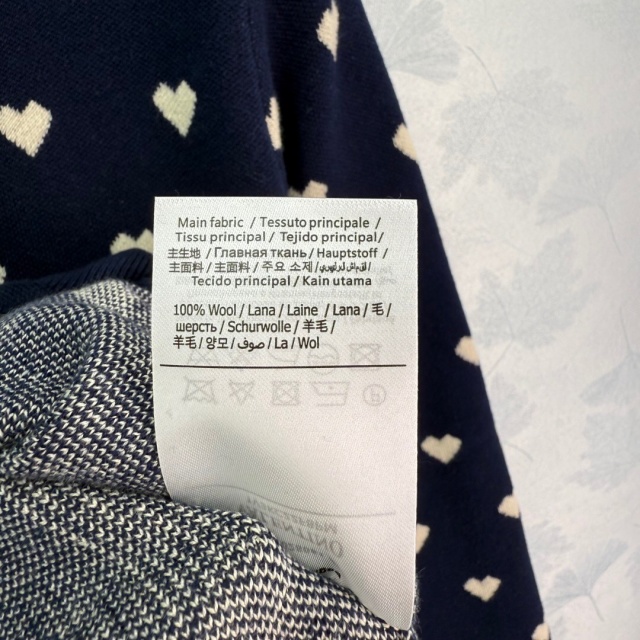 Main fabric / Tessuto principale /
Tissu principal / Tejido principal/
主生地 / Главная ткань / Hauptstoff /
主面料 / 主面料 / 주요 소재 /
Tecido principal / Kain utama
100% Wool / Lana / Laine / Lana / 毛 /
шерсть / Schurwolle / 羊毛 /
羊毛 / 양모 / صوف / La / Wol